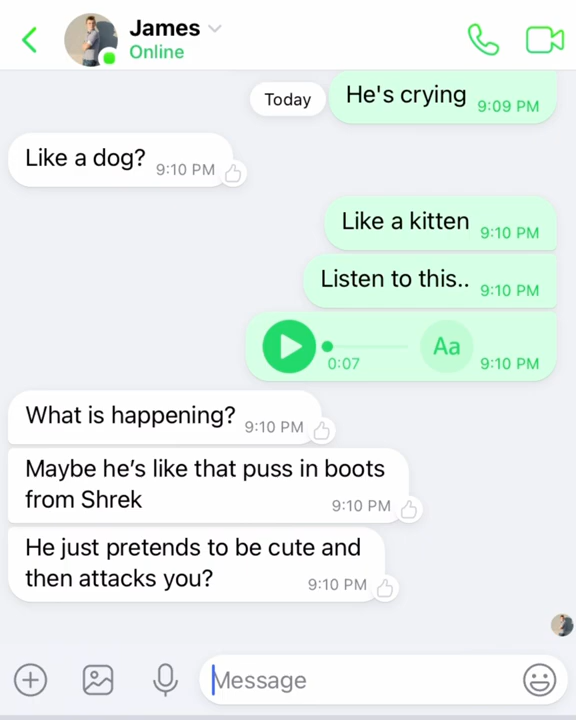 James
Online
Today
He's crying
9:09 PM
Like a dog?
9:10 PM
Like a kitten
9:10 PM
Listen to this..
9:10 PM
Aa
0:07
9:10 PM
What is happening?
9:10 PM
Maybe he’s like that puss in boots
from Shrek
9:10 PM
He just pretends to be cute and
then attacks you?
9:10 PM
Message